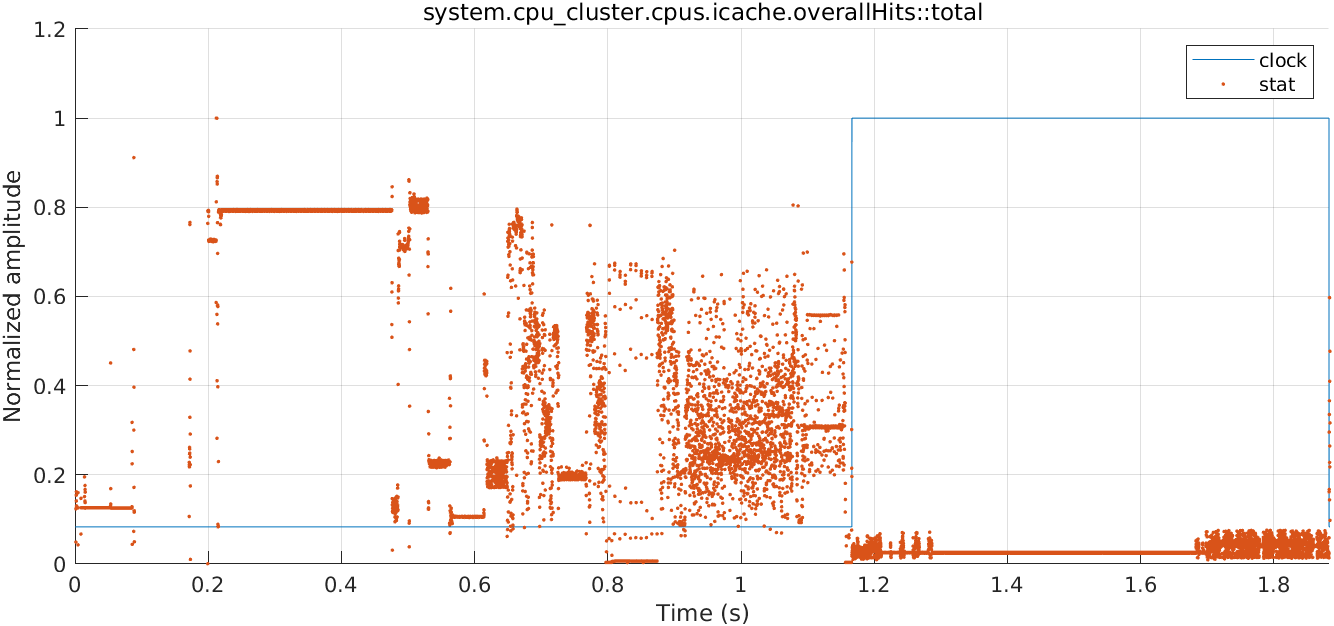 system.cpu_cluster.cpus.icache.overallHits::total
clock
stat
Normalized amplitude
1.2
1
0.8
0.6
0.4
0.2
0
0 0.2 0.4 0.6 0.8 1 1.2 1.4 1.6 1.8
Time (s)